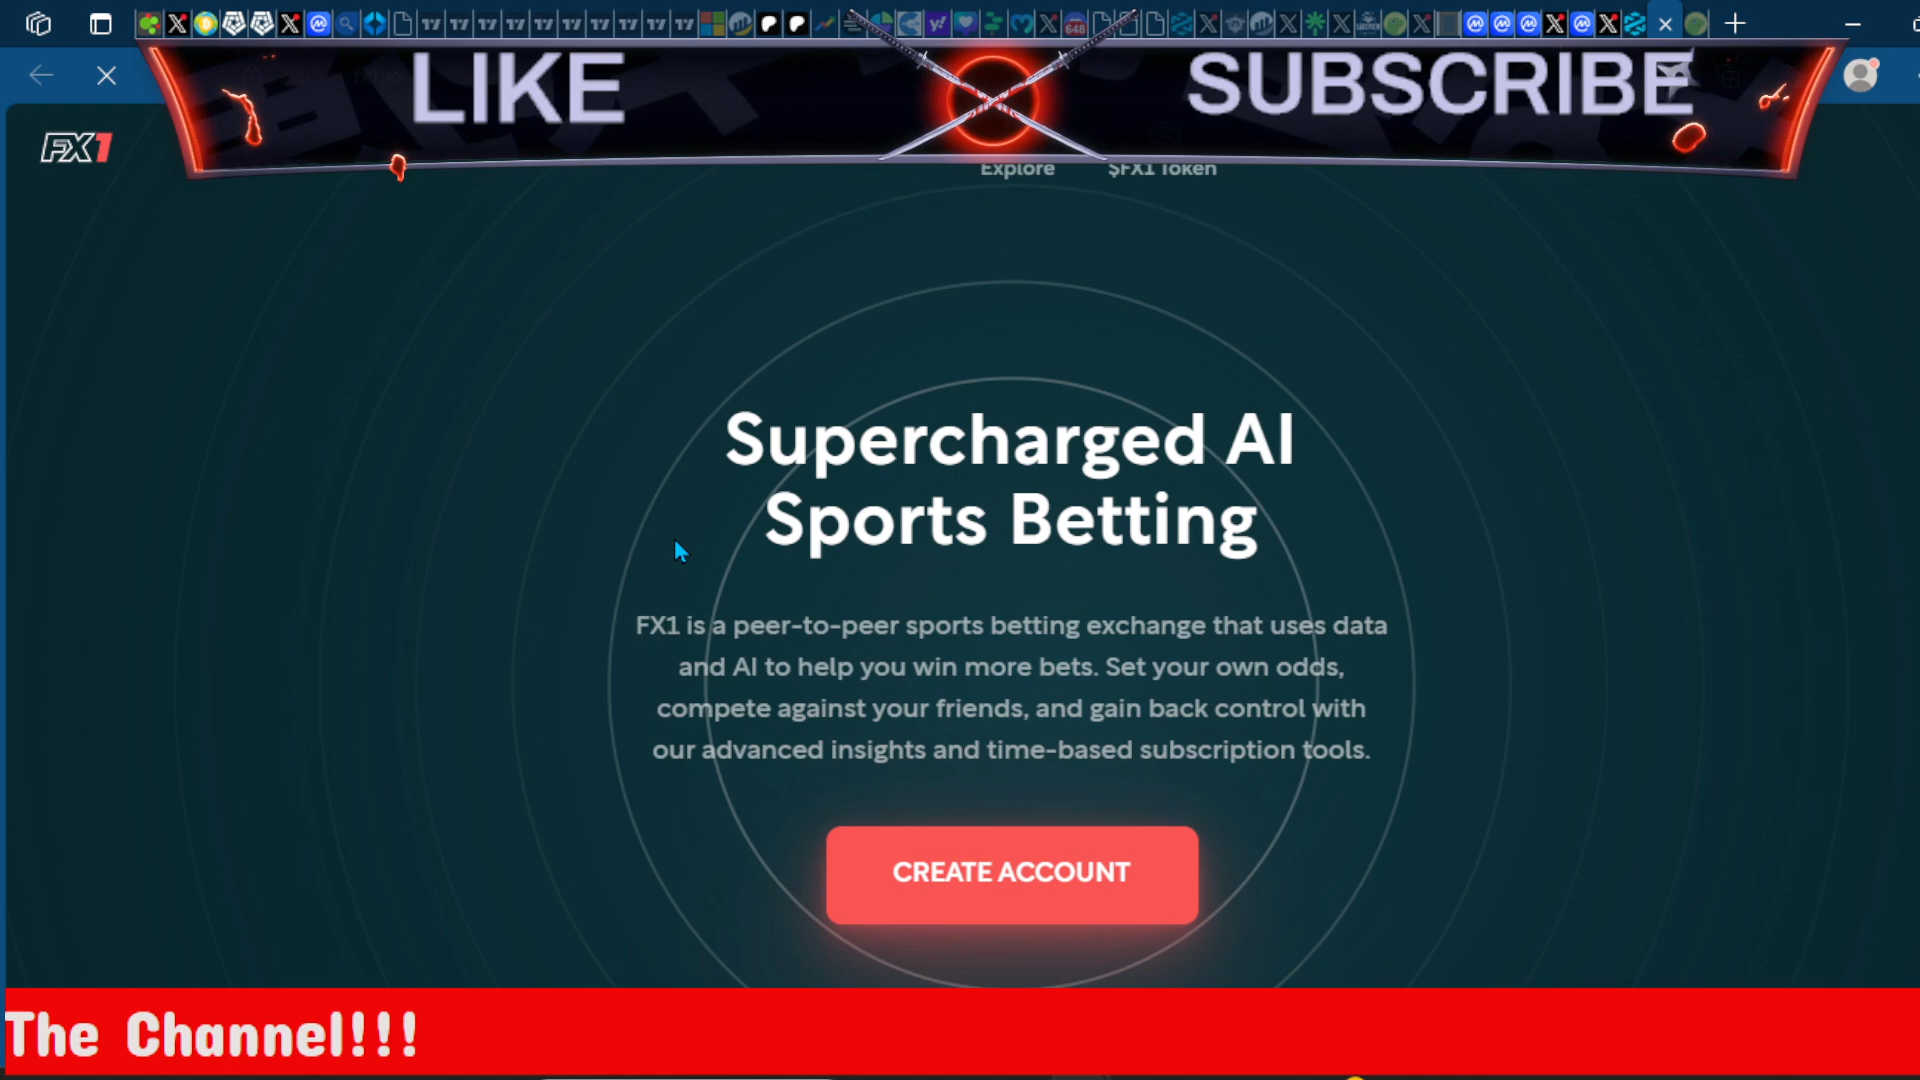 LIKE
SUBSCRIBE
FX1
Explore
$FX1 Token
Supercharged AI
Sports Betting
FX1 is a peer-to-peer sports betting exchange that uses data
and AI to help you win more bets. Set your own odds,
compete against your friends, and gain back control with
our advanced insights and time-based subscription tools.
CREATE ACCOUNT
The Channel!!!